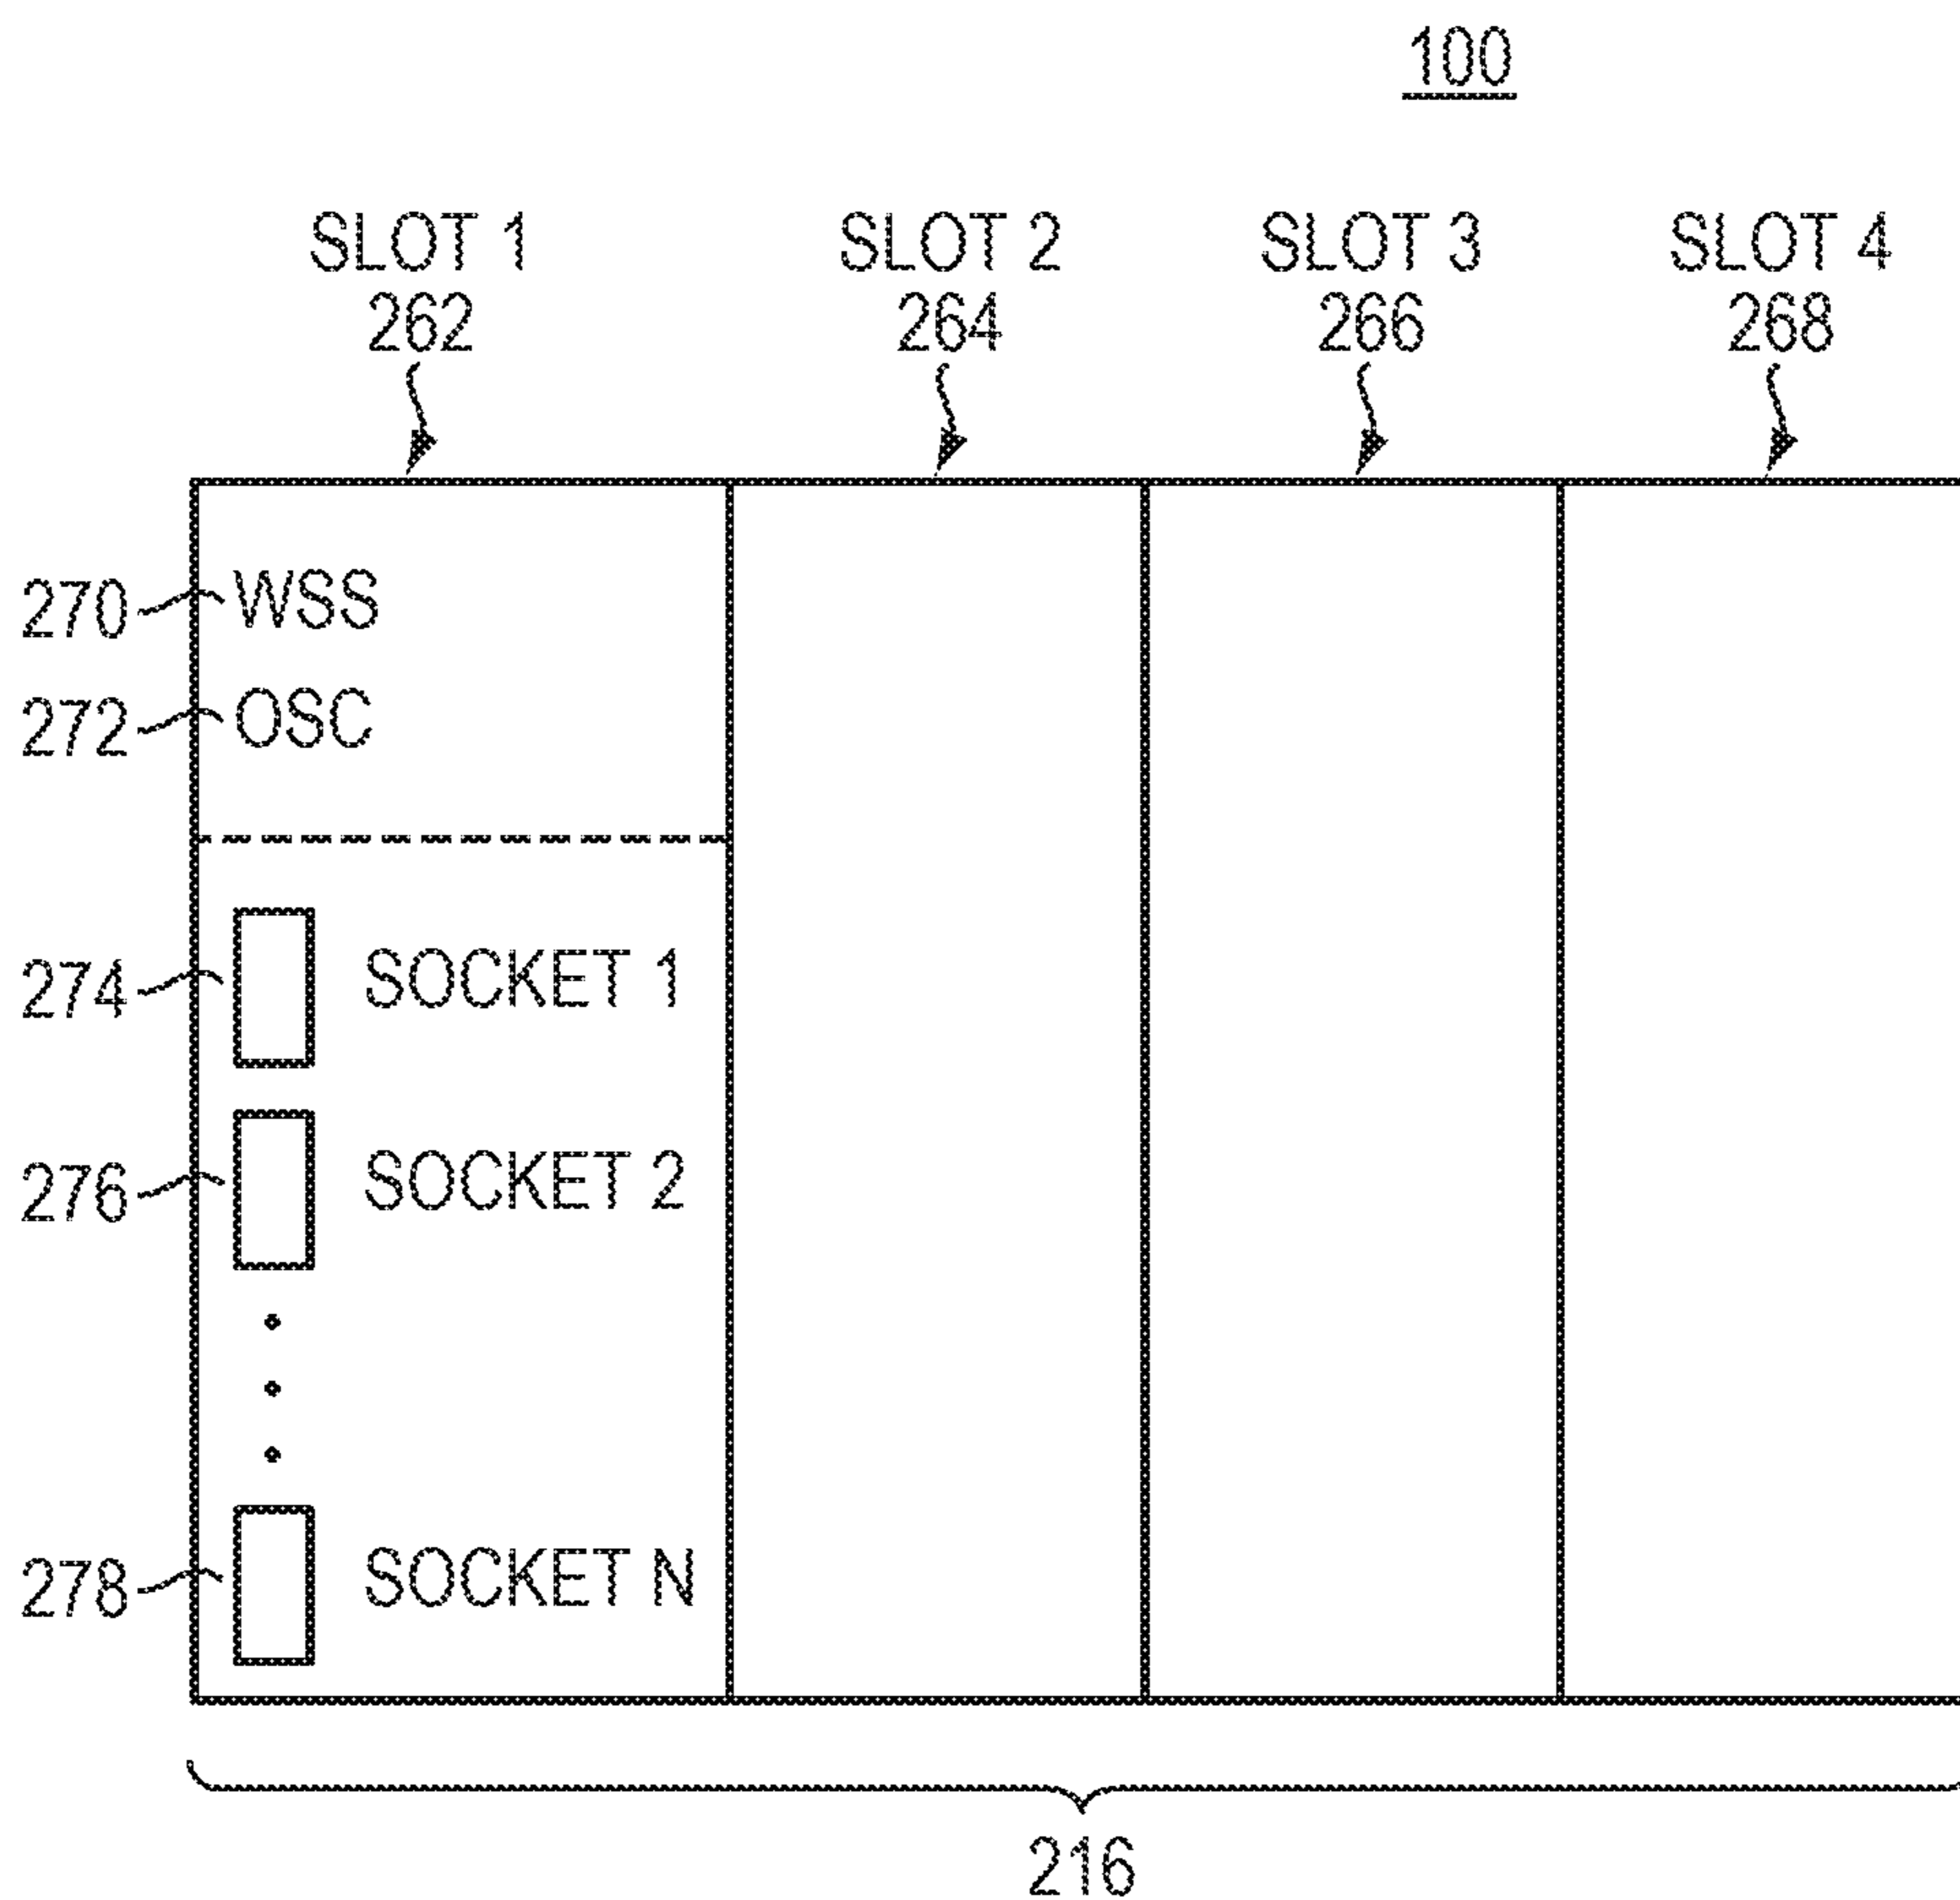 100
SLOT 1 SLOT 2 SLOT 3 SLOT 4
262 264 266 268
270 WSS
272 OSC
274 SOCKET 1
276 SOCKET 2
278 SOCKET N
216